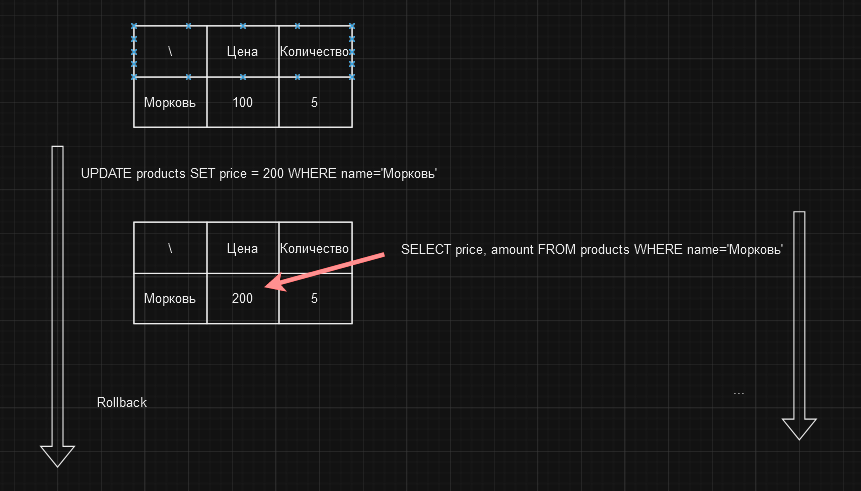 \ Цена Количество
Морковь 100 5
UPDATE products SET price = 200 WHERE name='Морковь'
\ Цена Количество
SELECT price, amount FROM products WHERE name='Морковь'
Морковь 200 5
...
Rollback